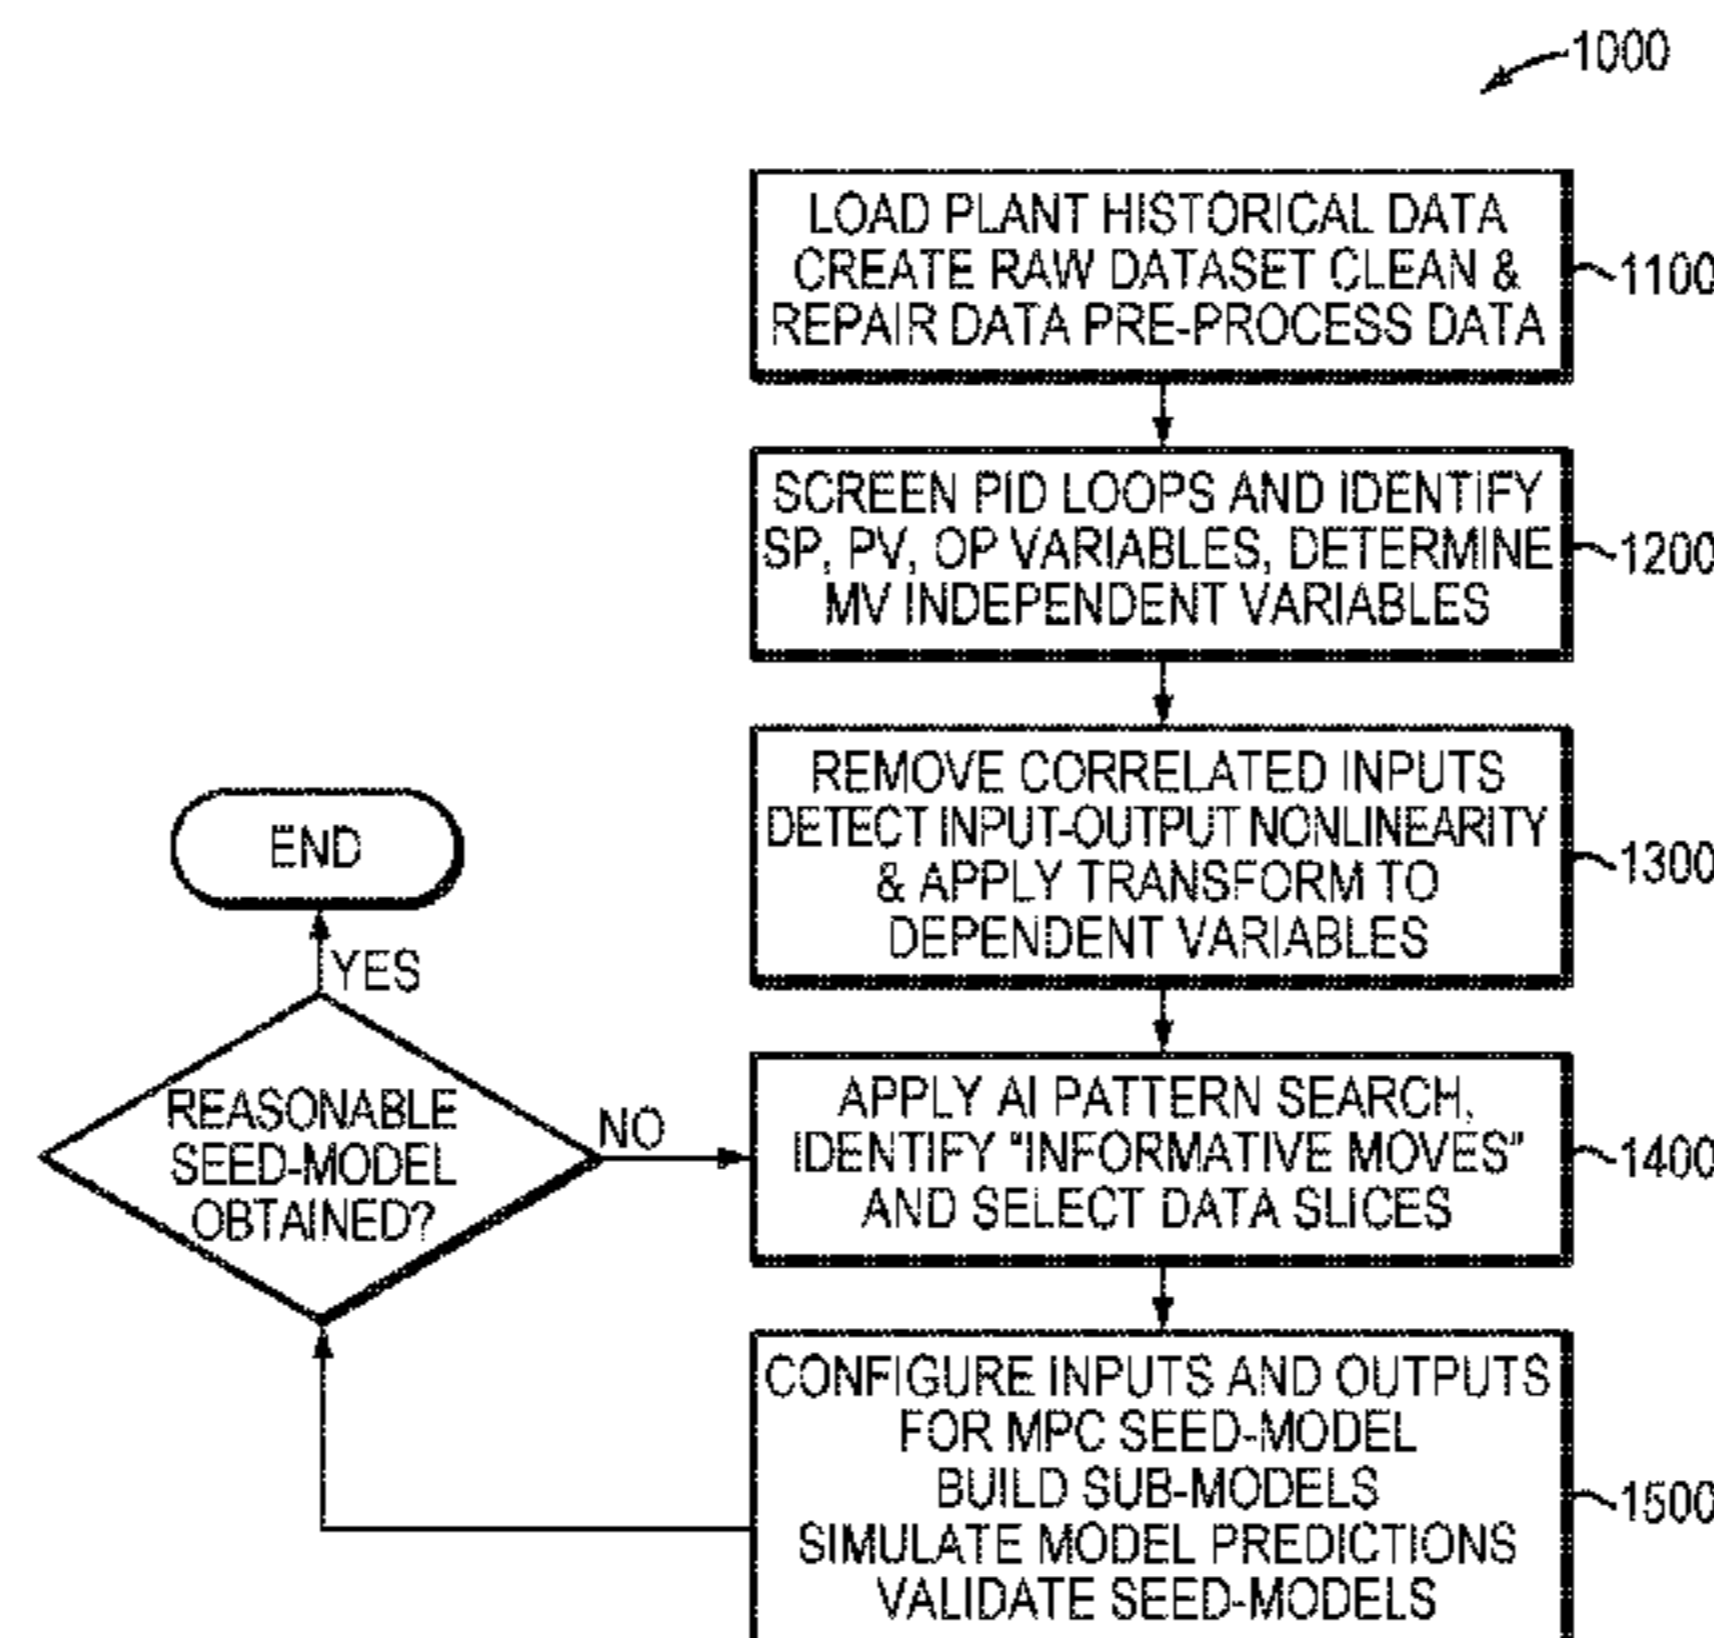 1000
LOAD PLANT HISTORICAL DATA
CREATE RAW DATASET CLEAN &
REPAIR DATA PRE-PROCESS DATA
1100
SCREEN PID LOOPS AND IDENTIFY
SP, PV, OP VARIABLES, DETERMINE
MV INDEPENDENT VARIABLES
1200
REMOVE CORRELATED INPUTS
DETECT INPUT-OUTPUT NONLINEARITY
& APPLY TRANSFORM TO
DEPENDENT VARIABLES
1300
END
YES
REASONABLE
SEED-MODEL
OBTAINED?
NO
APPLY AI PATTERN SEARCH,
IDENTIFY "INFORMATIVE MOVES"
AND SELECT DATA SLICES
1400
CONFIGURE INPUTS AND OUTPUTS
FOR MPC SEED-MODEL
BUILD SUB-MODELS
SIMULATE MODEL PREDICTIONS
VALIDATE SEED-MODELS
1500